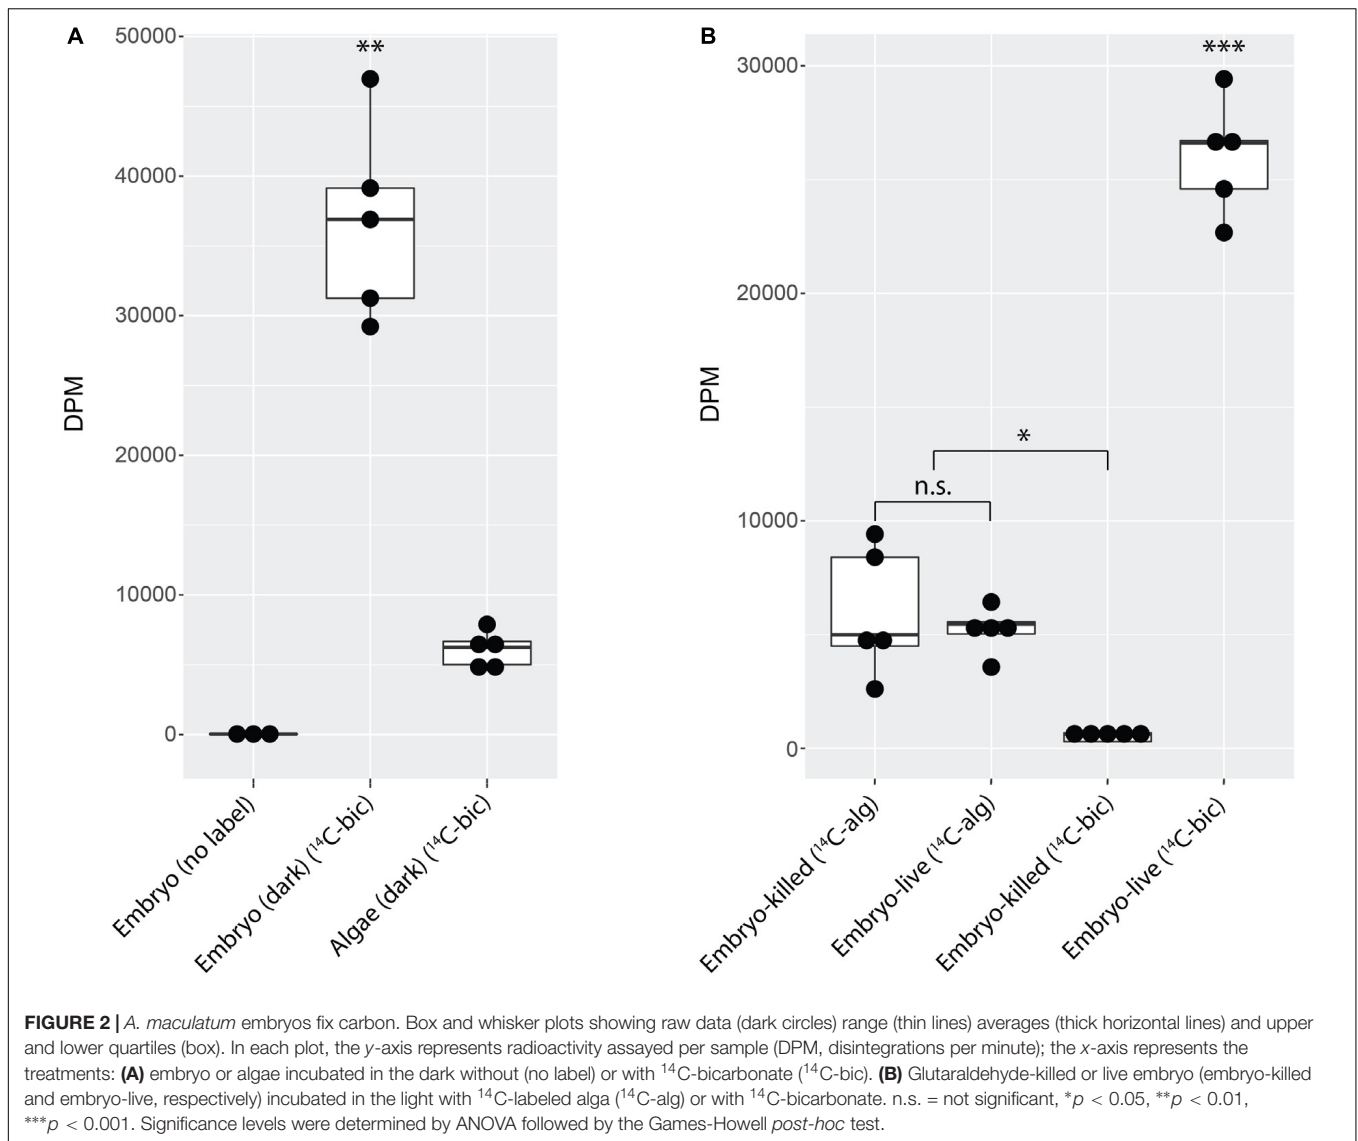 A
**
50000
40000
30000
20000
10000
0
DPM
Embryo (no label)
Embryo (dark) (¹⁴C-bic)
Algae (dark) (¹⁴C-bic)
B
***
30000
20000
10000
0
DPM
*
n.s.
Embryo-killed (¹⁴C-alg)
Embryo-live (¹⁴C-alg)
Embryo-killed (¹⁴C-bic)
Embryo-live (¹⁴C-bic)
FIGURE 2 | A. maculatum embryos fix carbon. Box and whisker plots showing raw data (dark circles) range (thin lines) averages (thick horizontal lines) and upper
and lower quartiles (box). In each plot, the y-axis represents radioactivity assayed per sample (DPM, disintegrations per minute); the x-axis represents the
treatments: (A) embryo or algae incubated in the dark without (no label) or with ¹⁴C-bicarbonate (¹⁴C-bic). (B) Glutaraldehyde-killed or live embryo (embryo-killed
and embryo-live, respectively) incubated in the light with ¹⁴C-labeled alga (¹⁴C-alg) or with ¹⁴C-bicarbonate. n.s. = not significant, *p < 0.05, **p < 0.01,
***p < 0.001. Significance levels were determined by ANOVA followed by the Games-Howell post-hoc test.